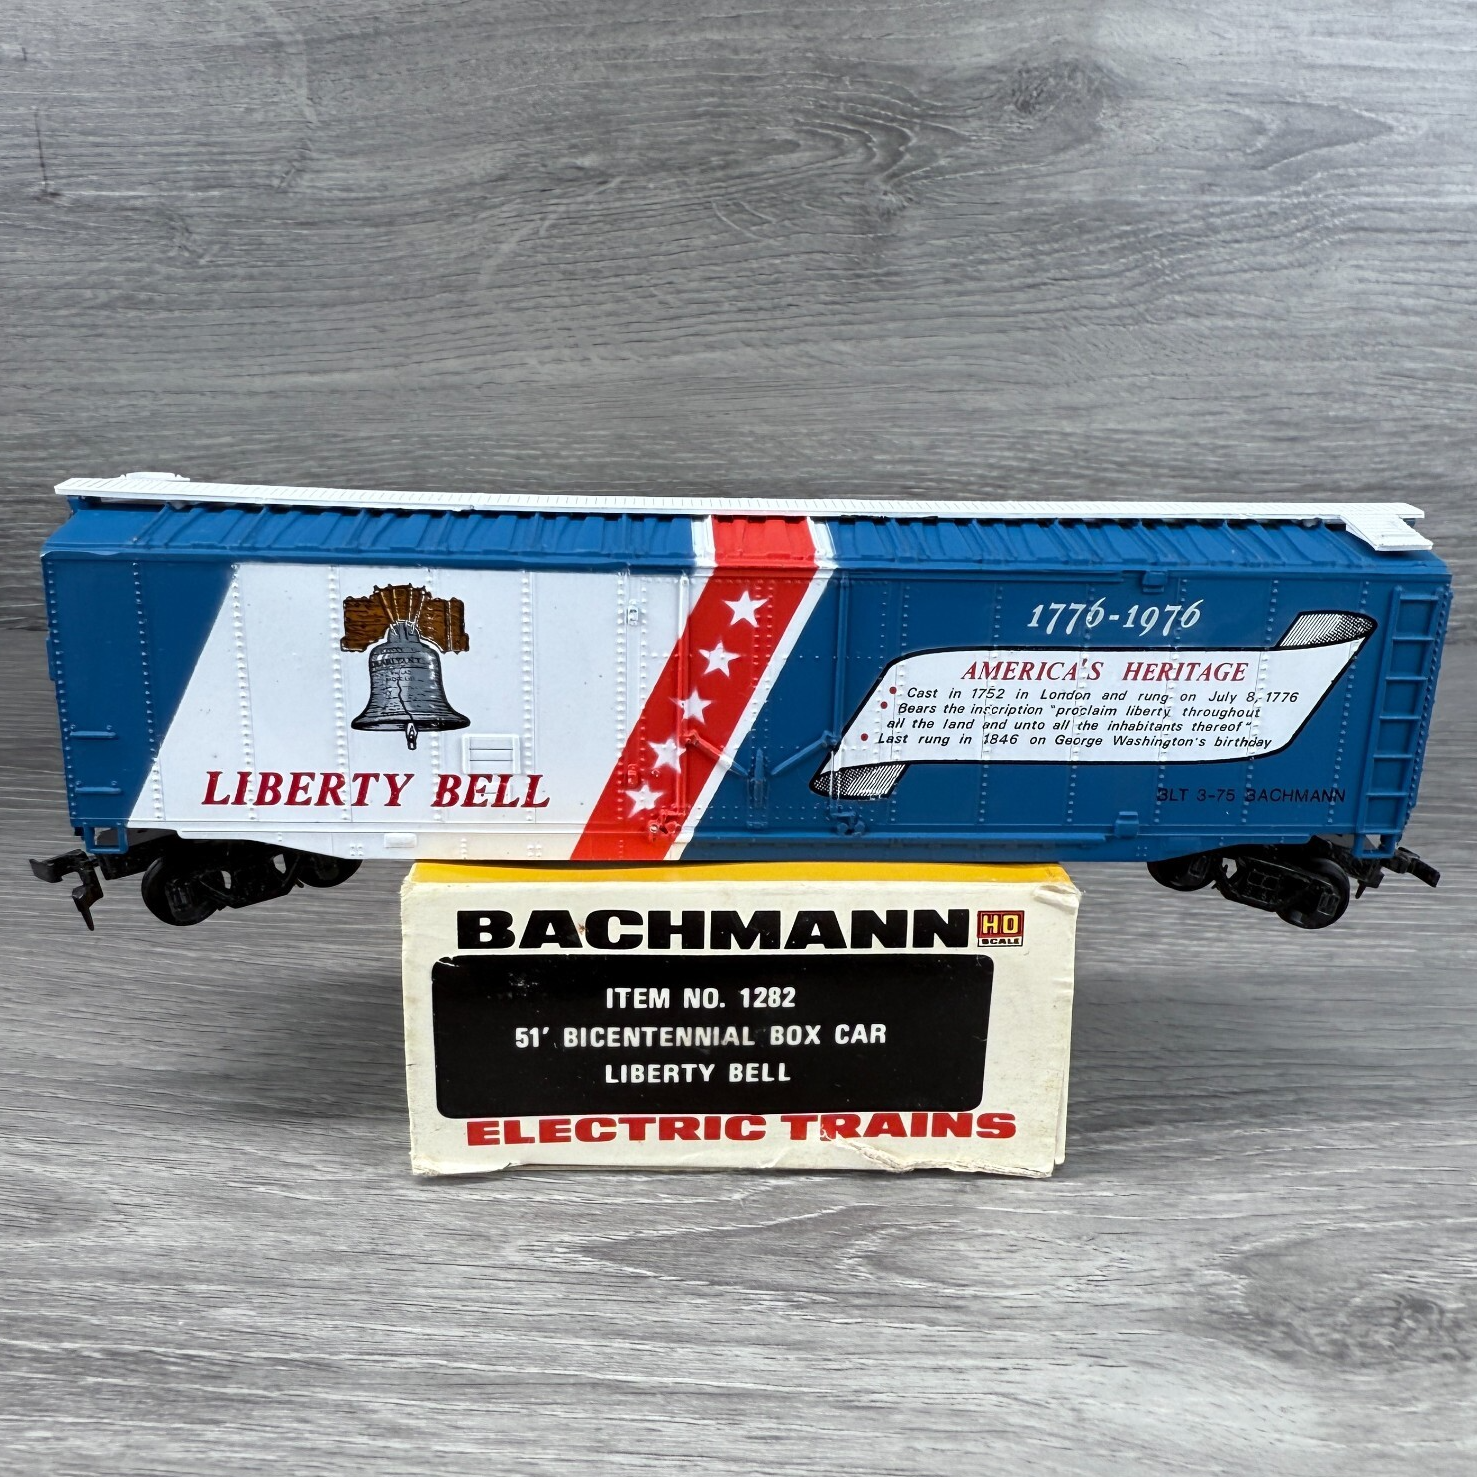 LIBERTY BELL
1776-1976
AMERICA'S HERITAGE
• Cast in 1752 in London and rung on July 8, 1776
• Bears the inscription "proclaim liberty throughout
all the land and unto all the inhabitants thereof"
• Last rung in 1846 on George Washington's birthday
BLT 3-75 BACHMANN
BACHMANN HO SCALE
ITEM NO. 1282
51' BICENTENNIAL BOX CAR
LIBERTY BELL
ELECTRIC TRAINS